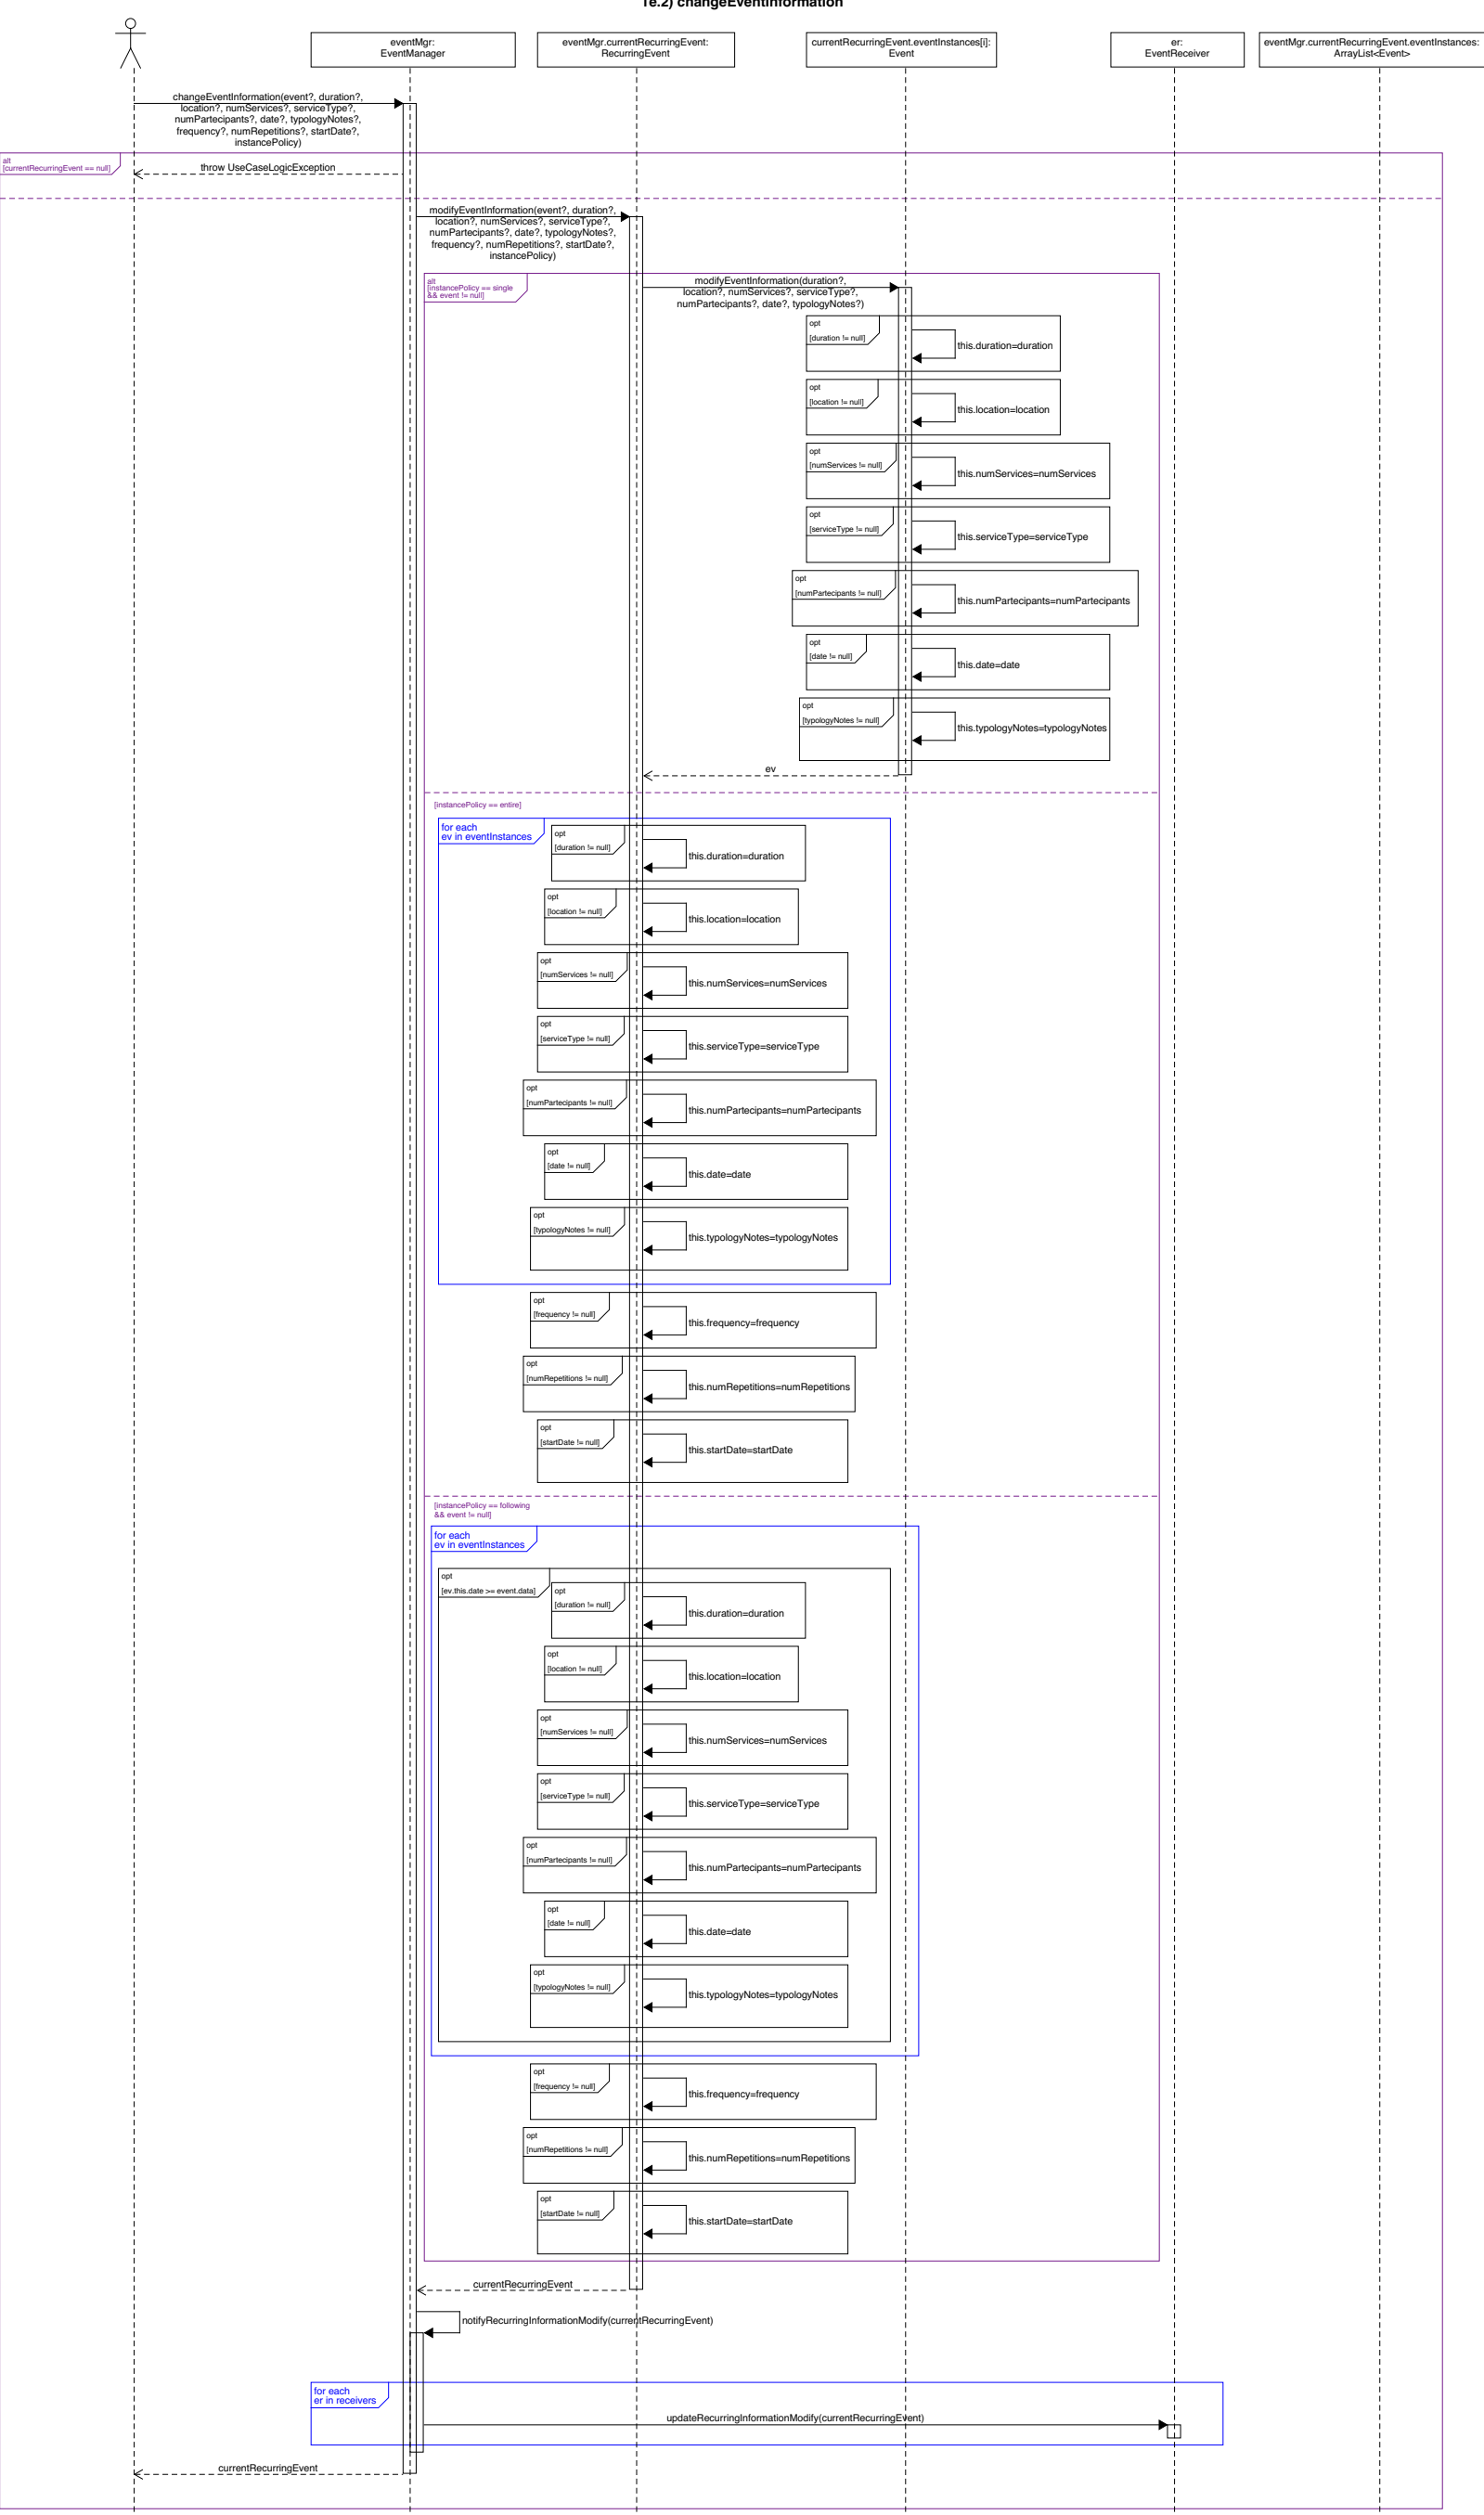 1e.2) changeEventInformation
eventMgr:
EventManager
eventMgr.currentRecurringEvent:
RecurringEvent
currentRecurringEvent.eventInstances[i]:
Event
er:
EventReceiver
eventMgr.currentRecurringEvent.eventInstances:
ArrayList<Event>
changeEventInformation(event?, duration?,
location?, numServices?, serviceType?,
numPartecipants?, date?, typologyNotes?,
frequency?, numRepetitions?, startDate?,
instancePolicy)
alt
[currentRecurringEvent == null]
throw UseCaseLogicException
modifyEventInformation(event?, duration?,
location?, numServices?, serviceType?,
numPartecipants?, date?, typologyNotes?,
frequency?, numRepetitions?, startDate?,
instancePolicy)
alt
[instancePolicy == single
&& event != null]
modifyEventInformation(duration?,
location?, numServices?, serviceType?,
numPartecipants?, date?, typologyNotes?)
opt
[duration != null]
this.duration=duration
opt
[location != null]
this.location=location
opt
[numServices != null]
this.numServices=numServices
opt
[serviceType != null]
this.serviceType=serviceType
opt
[numPartecipants != null]
this.numPartecipants=numPartecipants
opt
[date != null]
this.date=date
opt
[typologyNotes != null]
this.typologyNotes=typologyNotes
ev
[instancePolicy == entire]
for each
ev in eventInstances
opt
[duration != null]
this.duration=duration
opt
[location != null]
this.location=location
opt
[numServices != null]
this.numServices=numServices
opt
[serviceType != null]
this.serviceType=serviceType
opt
[numPartecipants != null]
this.numPartecipants=numPartecipants
opt
[date != null]
this.date=date
opt
[typologyNotes != null]
this.typologyNotes=typologyNotes
opt
[frequency != null]
this.frequency=frequency
opt
[numRepetitions != null]
this.numRepetitions=numRepetitions
opt
[startDate != null]
this.startDate=startDate
[instancePolicy == following
&& event != null]
for each
ev in eventInstances
opt
[ev.this.date >= event.data]
opt
[duration != null]
this.duration=duration
opt
[location != null]
this.location=location
opt
[numServices != null]
this.numServices=numServices
opt
[serviceType != null]
this.serviceType=serviceType
opt
[numPartecipants != null]
this.numPartecipants=numPartecipants
opt
[date != null]
this.date=date
opt
[typologyNotes != null]
this.typologyNotes=typologyNotes
opt
[frequency != null]
this.frequency=frequency
opt
[numRepetitions != null]
this.numRepetitions=numRepetitions
opt
[startDate != null]
this.startDate=startDate
currentRecurringEvent
notifyRecurringInformationModify(currentRecurringEvent)
for each
er in receivers
updateRecurringInformationModify(currentRecurringEvent)
currentRecurringEvent